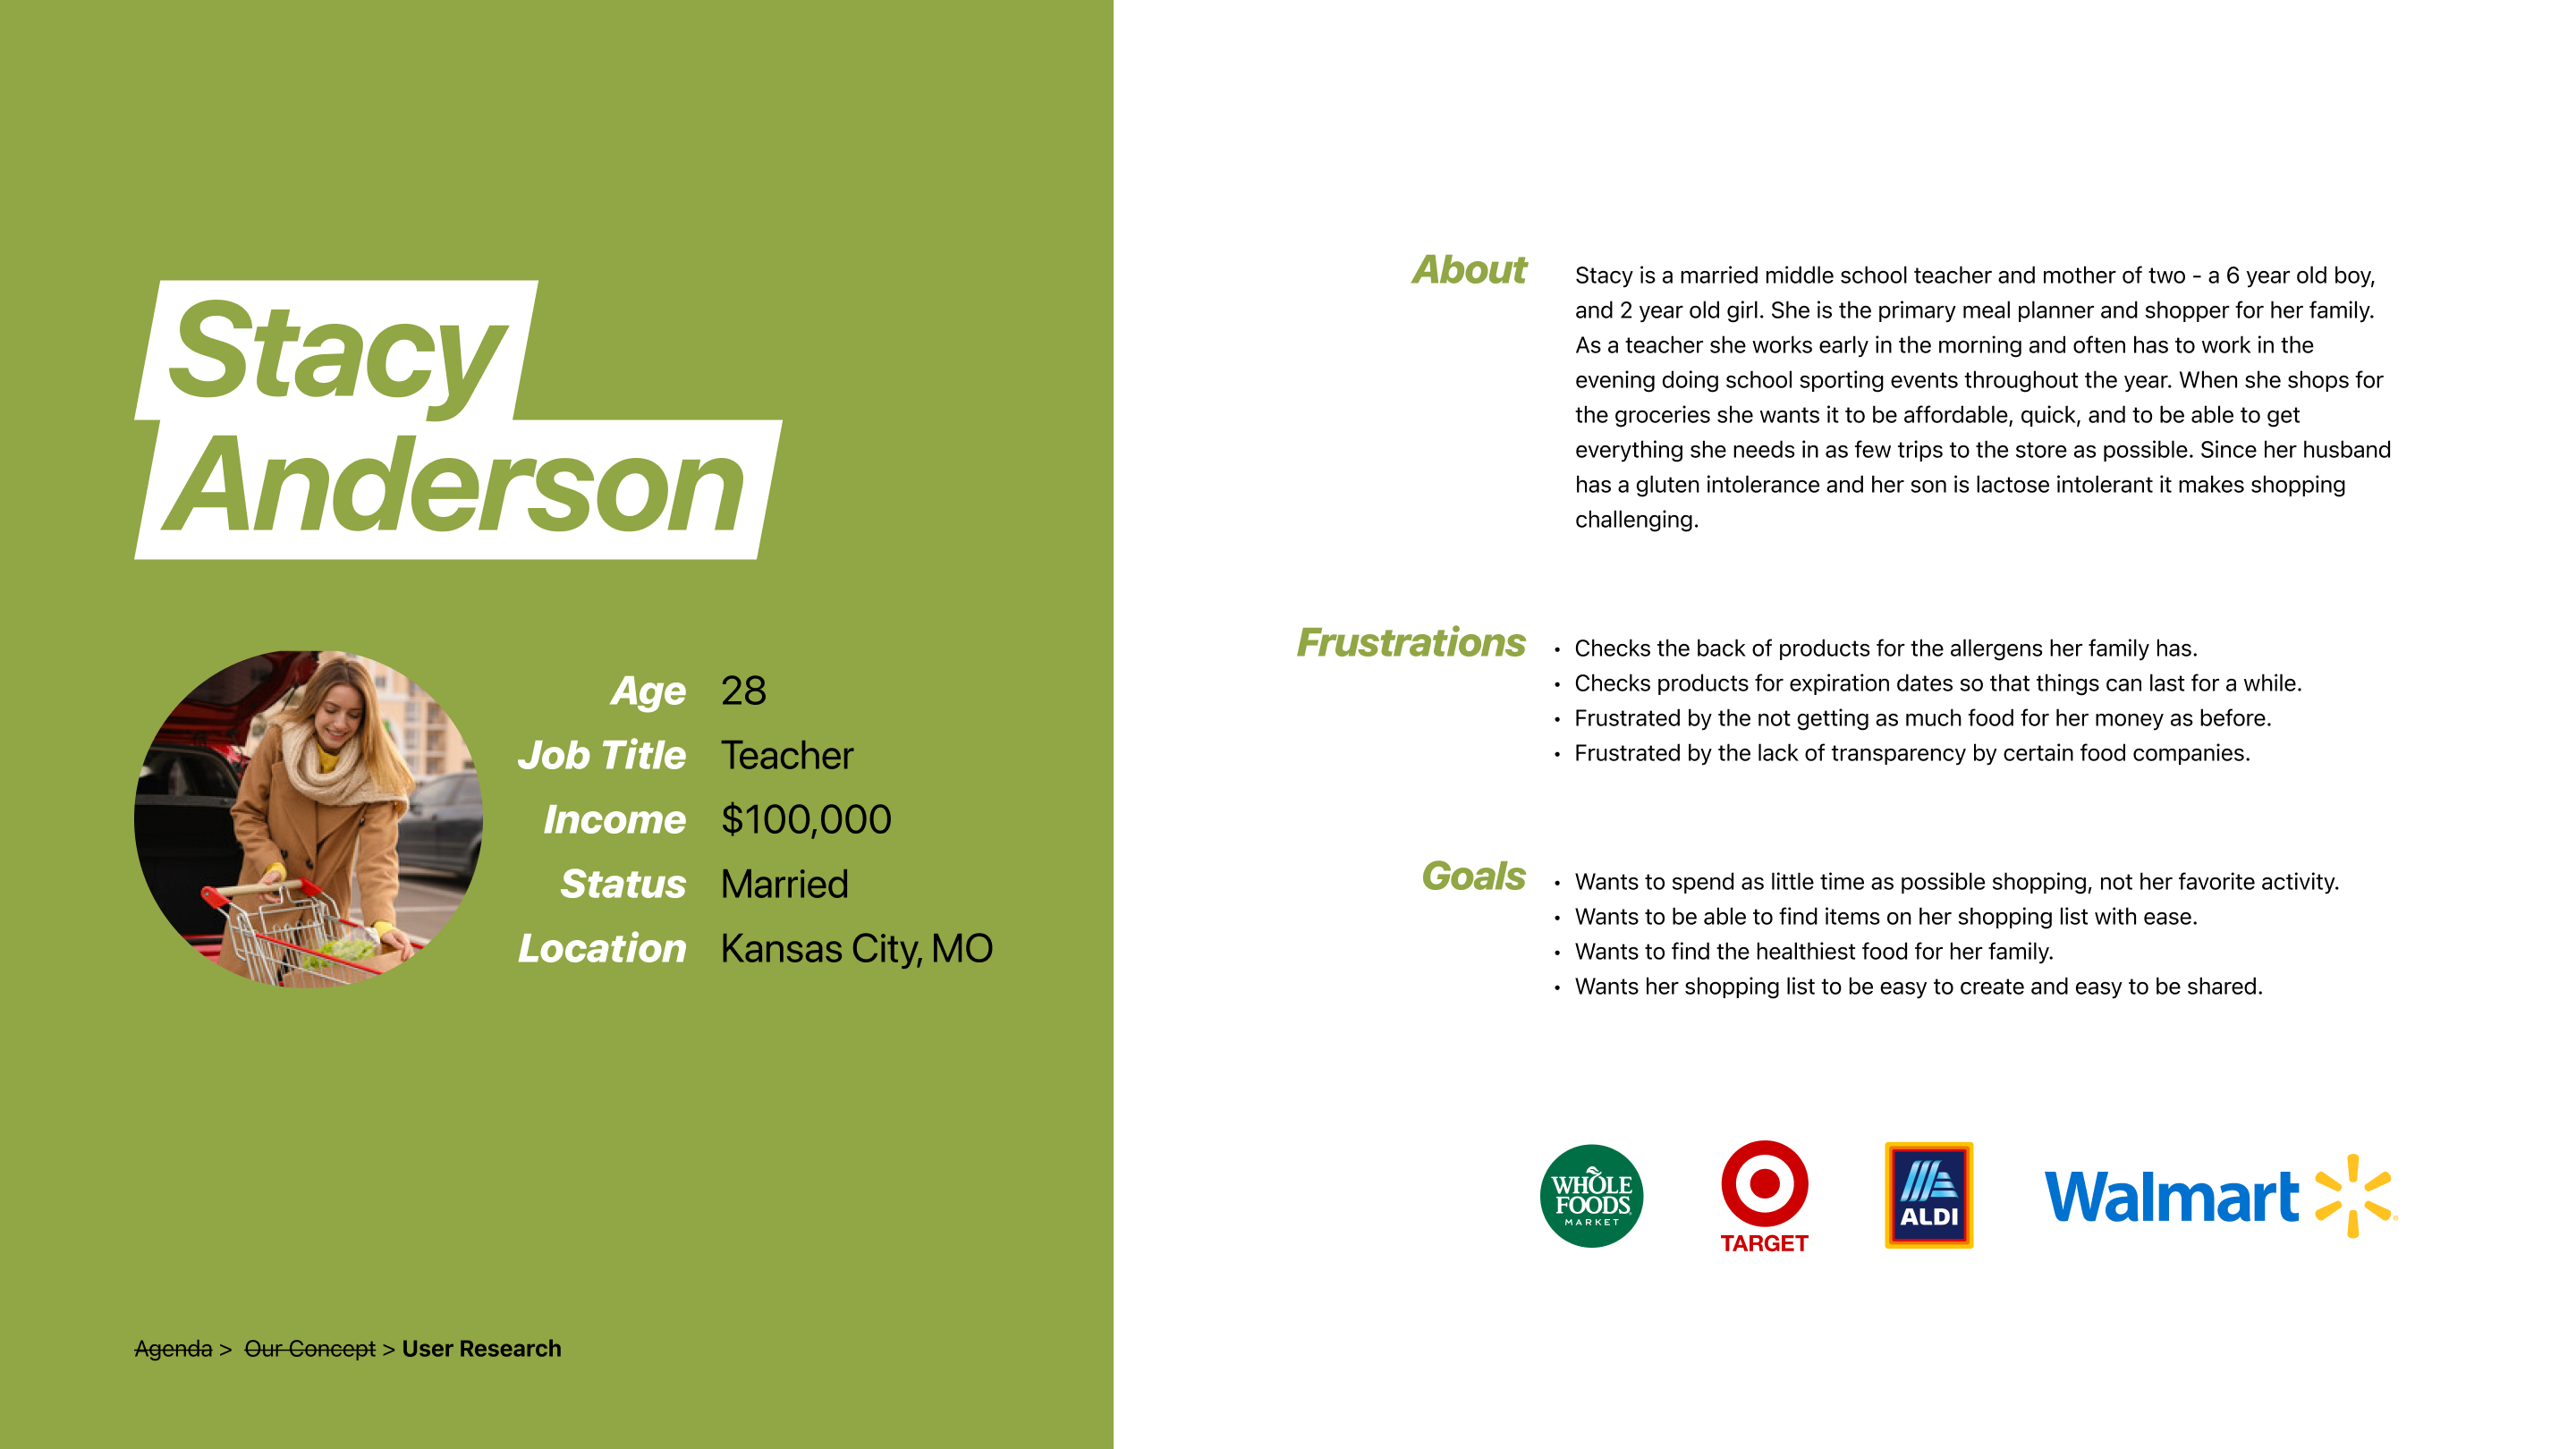 Stacy
Anderson
Age 28
Job Title Teacher
Income $100,000
Status Married
Location Kansas City, MO
Agenda > Our Concept > User Research
About
Stacy is a married middle school teacher and mother of two - a 6 year old boy,
and 2 year old girl. She is the primary meal planner and shopper for her family.
As a teacher she works early in the morning and often has to work in the
evening doing school sporting events throughout the year. When she shops for
the groceries she wants it to be affordable, quick, and to be able to get
everything she needs in as few trips to the store as possible. Since her husband
has a gluten intolerance and her son is lactose intolerant it makes shopping
challenging.
Frustrations
• Checks the back of products for the allergens her family has.
• Checks products for expiration dates so that things can last for a while.
• Frustrated by the not getting as much food for her money as before.
• Frustrated by the lack of transparency by certain food companies.
Goals
• Wants to spend as little time as possible shopping, not her favorite activity.
• Wants to be able to find items on her shopping list with ease.
• Wants to find the healthiest food for her family.
• Wants her shopping list to be easy to create and easy to be shared.
WHOLE
FOODS
MARKET
TARGET
ALDI
Walmart